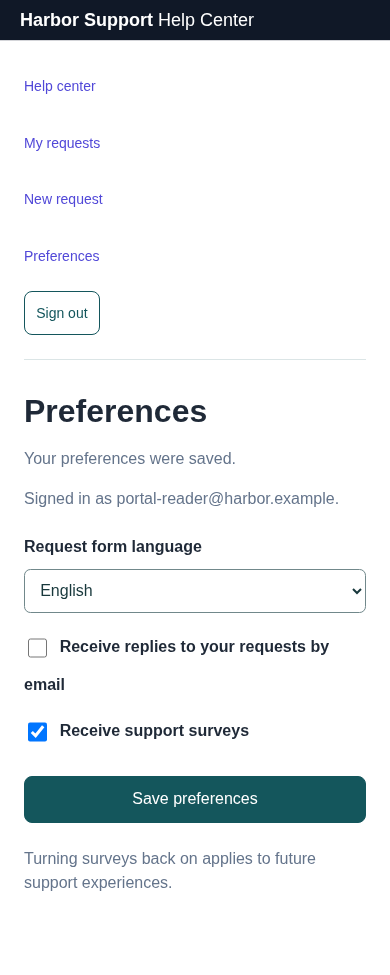 Harbor Support Help Center
Help center
My requests
New request
Preferences
Sign out
Preferences
Your preferences were saved.
Signed in as portal-reader@harbor.example.
Request form language
English
Receive replies to your requests by
email
Receive support surveys
Save preferences
Turning surveys back on applies to future
support experiences.